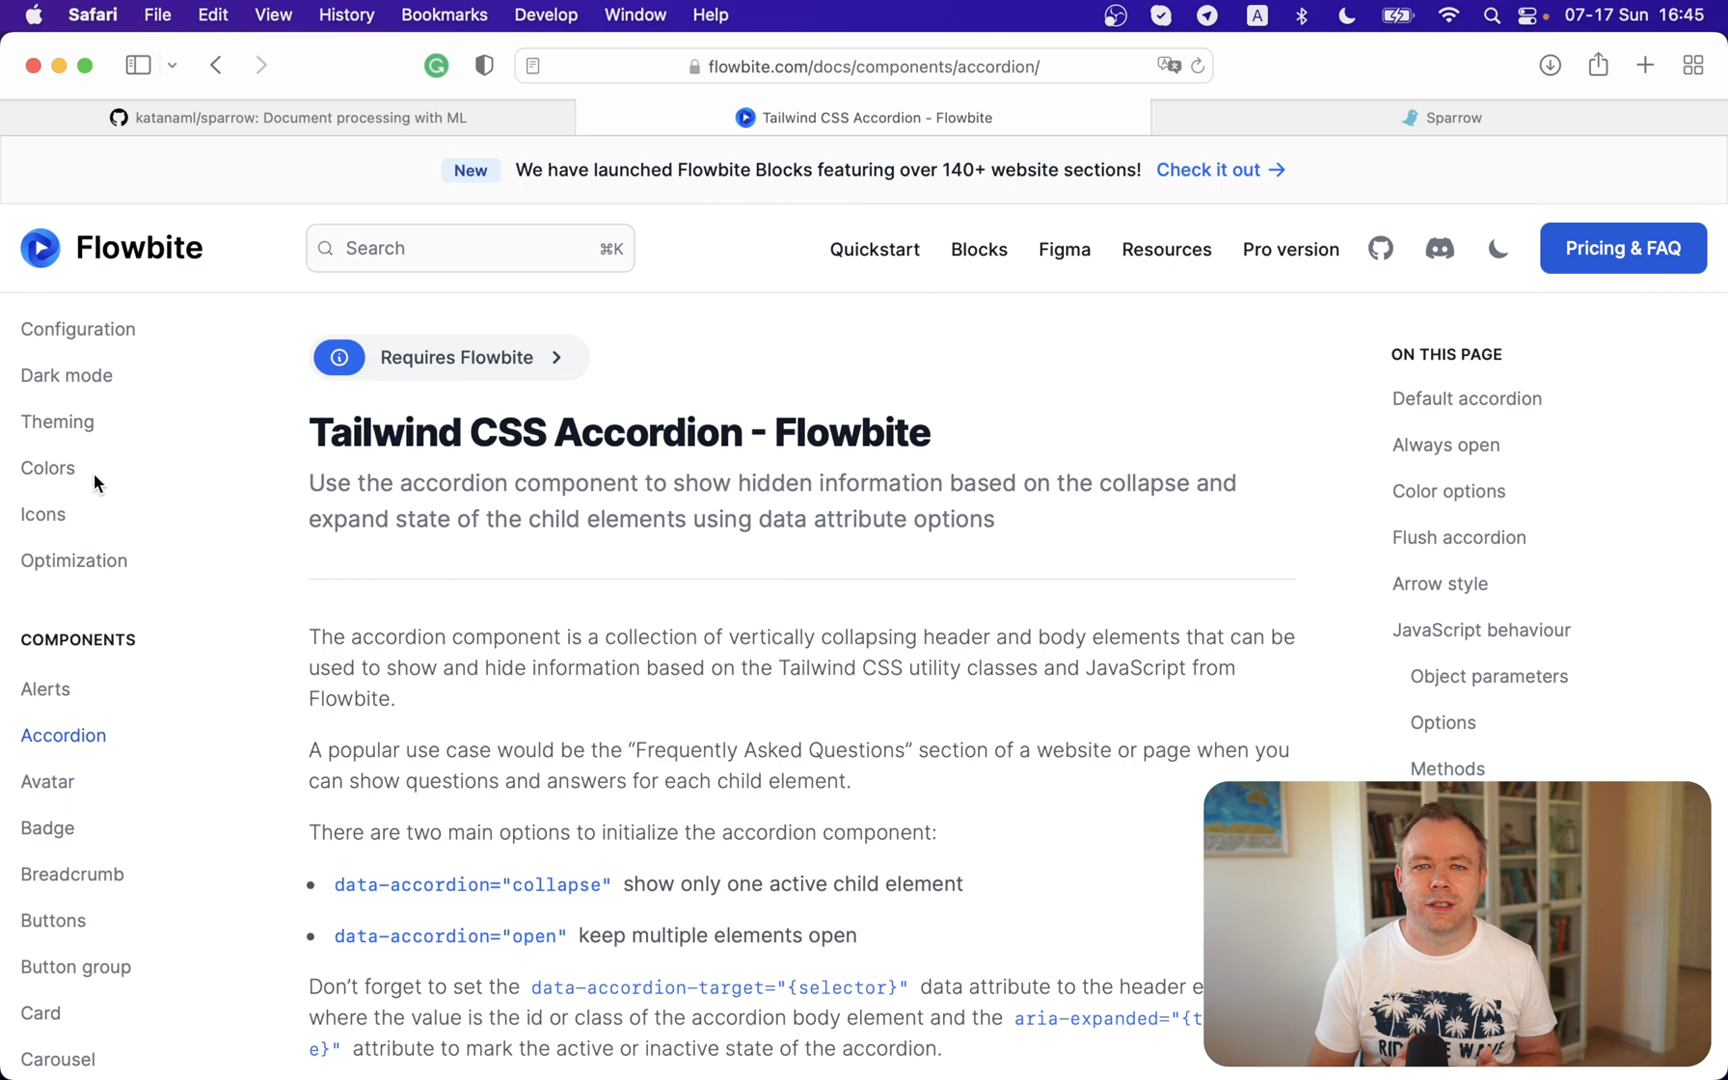 Safari File Edit View History Bookmarks Develop Window Help A 07-17 Sun 16:45
flowbite.com/docs/components/accordion/
katanaml/sparrow: Document processing with ML
Tailwind CSS Accordion - Flowbite
Sparrow
New We have launched Flowbite Blocks featuring over 140+ website sections! Check it out →
Flowbite
Search ⌘K
Quickstart Blocks Figma Resources Pro version Pricing & FAQ
Configuration
Dark mode
Theming
Colors
Icons
Optimization
COMPONENTS
Alerts
Accordion
Avatar
Badge
Breadcrumb
Buttons
Button group
Card
Carousel
Requires Flowbite
Tailwind CSS Accordion - Flowbite
Use the accordion component to show hidden information based on the collapse and
expand state of the child elements using data attribute options
The accordion component is a collection of vertically collapsing header and body elements that can be
used to show and hide information based on the Tailwind CSS utility classes and JavaScript from
Flowbite.
A popular use case would be the “Frequently Asked Questions” section of a website or page when you
can show questions and answers for each child element.
There are two main options to initialize the accordion component:
• data-accordion="collapse" show only one active child element
• data-accordion="open" keep multiple elements open
Don’t forget to set the data-accordion-target="{selector}" data attribute to the header e
where the value is the id or class of the accordion body element and the aria-expanded="{t
e}" attribute to mark the active or inactive state of the accordion.
ON THIS PAGE
Default accordion
Always open
Color options
Flush accordion
Arrow style
JavaScript behaviour
Object parameters
Options
Methods